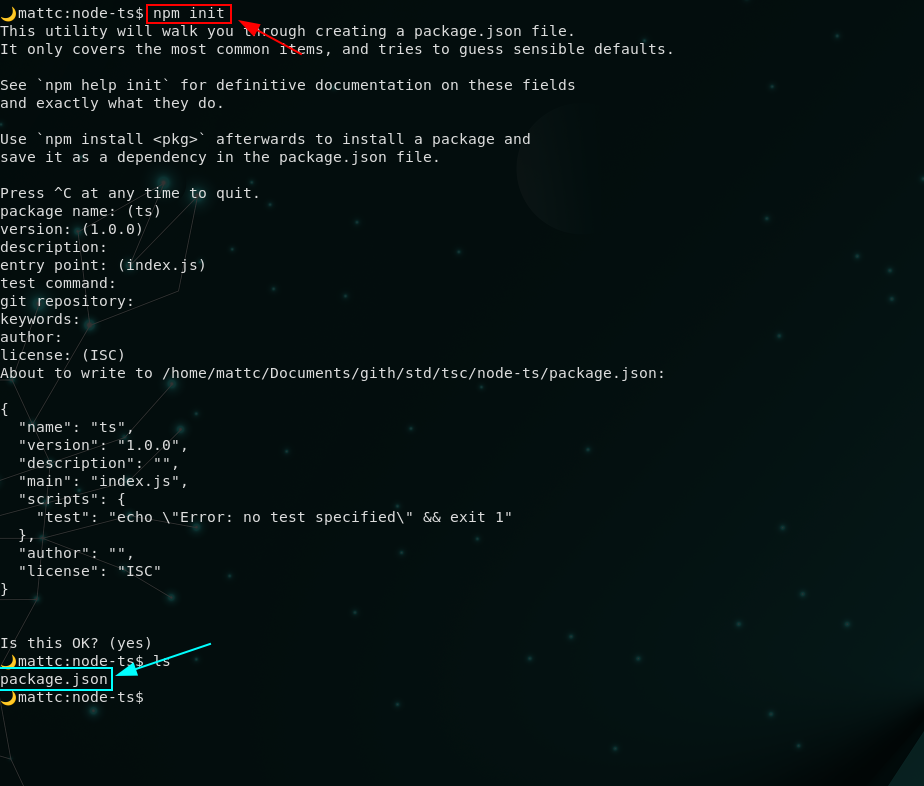 🌙mattc:node-ts$ npm init
This utility will walk you through creating a package.json file.
It only covers the most common items, and tries to guess sensible defaults.

See `npm help init` for definitive documentation on these fields
and exactly what they do.

Use `npm install <pkg>` afterwards to install a package and
save it as a dependency in the package.json file.

Press ^C at any time to quit.
package name: (ts)
version: (1.0.0)
description:
entry point: (index.js)
test command:
git repository:
keywords:
author:
license: (ISC)
About to write to /home/mattc/Documents/gith/std/tsc/node-ts/package.json:

{
  "name": "ts",
  "version": "1.0.0",
  "description": "",
  "main": "index.js",
  "scripts": {
    "test": "echo \"Error: no test specified\" && exit 1"
  },
  "author": "",
  "license": "ISC"
}

Is this OK? (yes)
🌙mattc:node-ts$ ls
package.json
🌙mattc:node-ts$